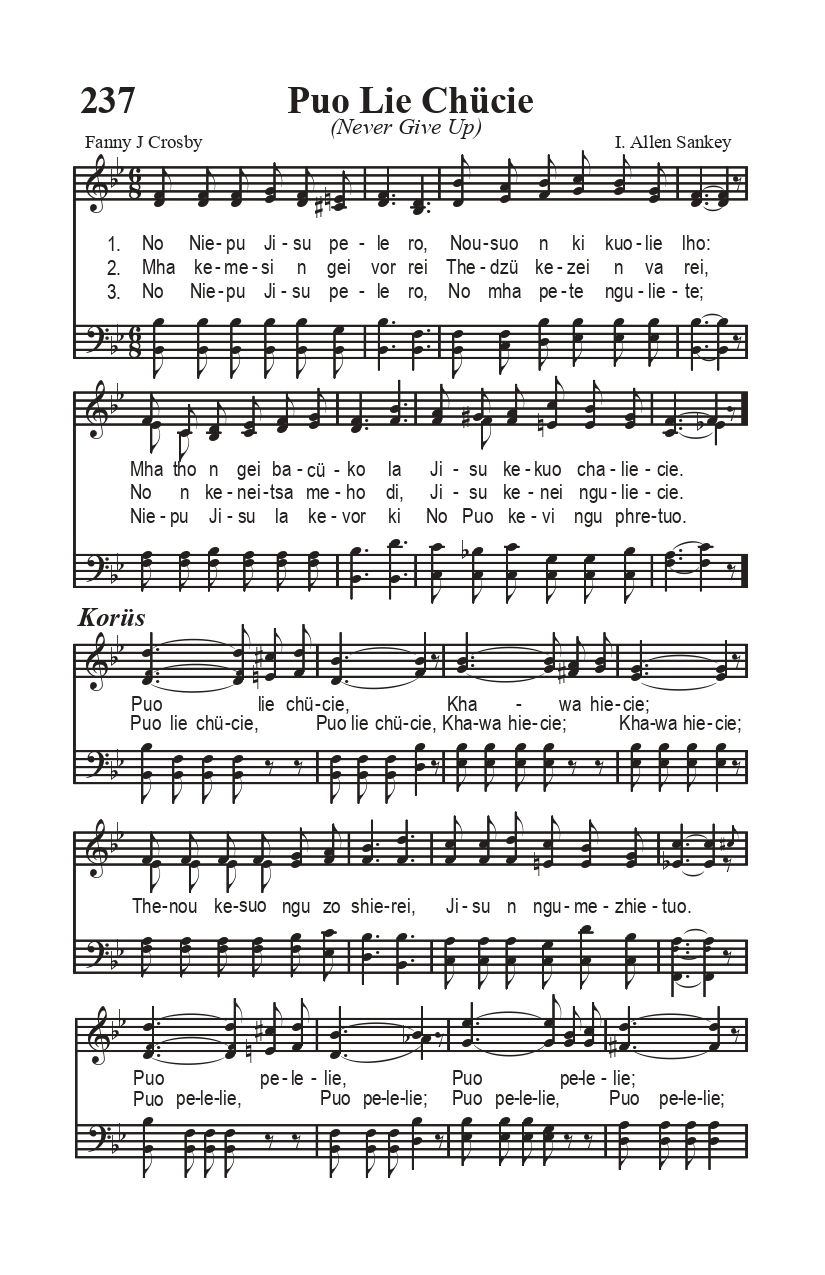 237
Puo Lie Chücie
(Never Give Up)
Fanny J Crosby
I. Allen Sankey
1. No Nie-pu Ji-su pe-le ro, Nou-suo n ki kuo-lie lho:
2. Mha ke-me-si n gei vor rei The-dzü ke-zei n va rei,
3. No Nie-pu Ji-su pe-le ro, No mha pe-te ngu-lie-te;
Mha tho n gei ba-cü-ko la Ji-su ke-kuo cha-lie-cie.
No n ke-nei-tsa me-ho di, Ji-su ke-nei ngu-lie-cie.
Nie-pu Ji-su la ke-vor ki No Puo ke-vi ngu phre-tuo.
Korüs
Puo lie chü-cie, Kha-wa hie-cie;
Puo lie chü-cie, Puo lie chü-cie, Kha-wa hie-cie; Kha-wa hie-cie;
The-nou ke-suo ngu zo shie-rei, Ji-su n ngu-me-zhie-tuo.
Puo pe-le-lie, Puo pe-le-lie;
Puo pe-le-lie, Puo pe-le-lie; Puo pe-le-lie, Puo pe-le-lie;